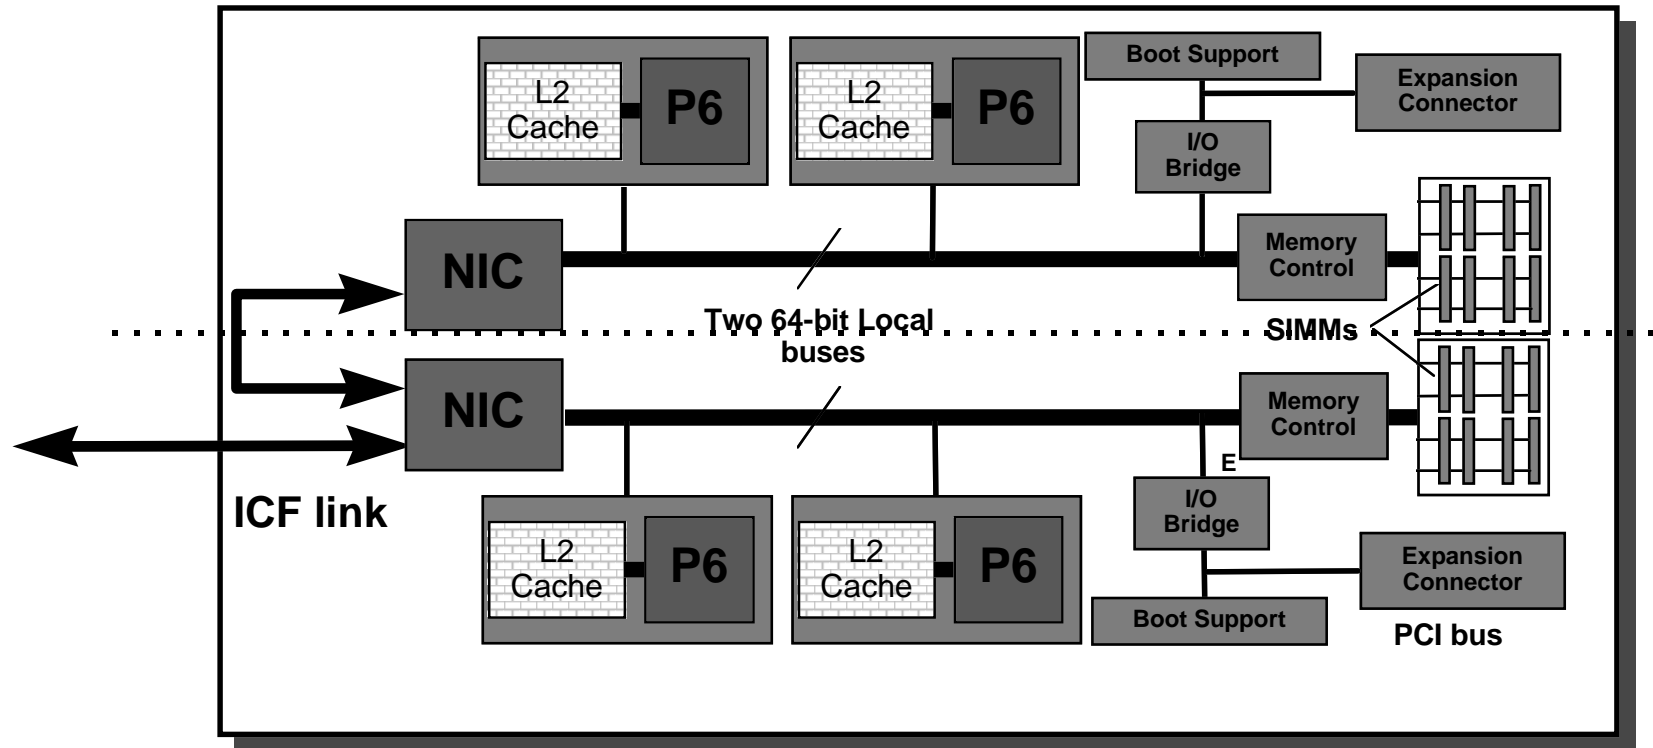 Boot Support
Expansion
Connector
L2
Cache
P6
L2
Cache
P6
I/O
Bridge
NIC
Memory
Control
Two 64-bit Local
buses
SIMMs
NIC
Memory
Control
E
ICF link
I/O
Bridge
L2
Cache
P6
L2
Cache
P6
Expansion
Connector
Boot Support
PCI bus